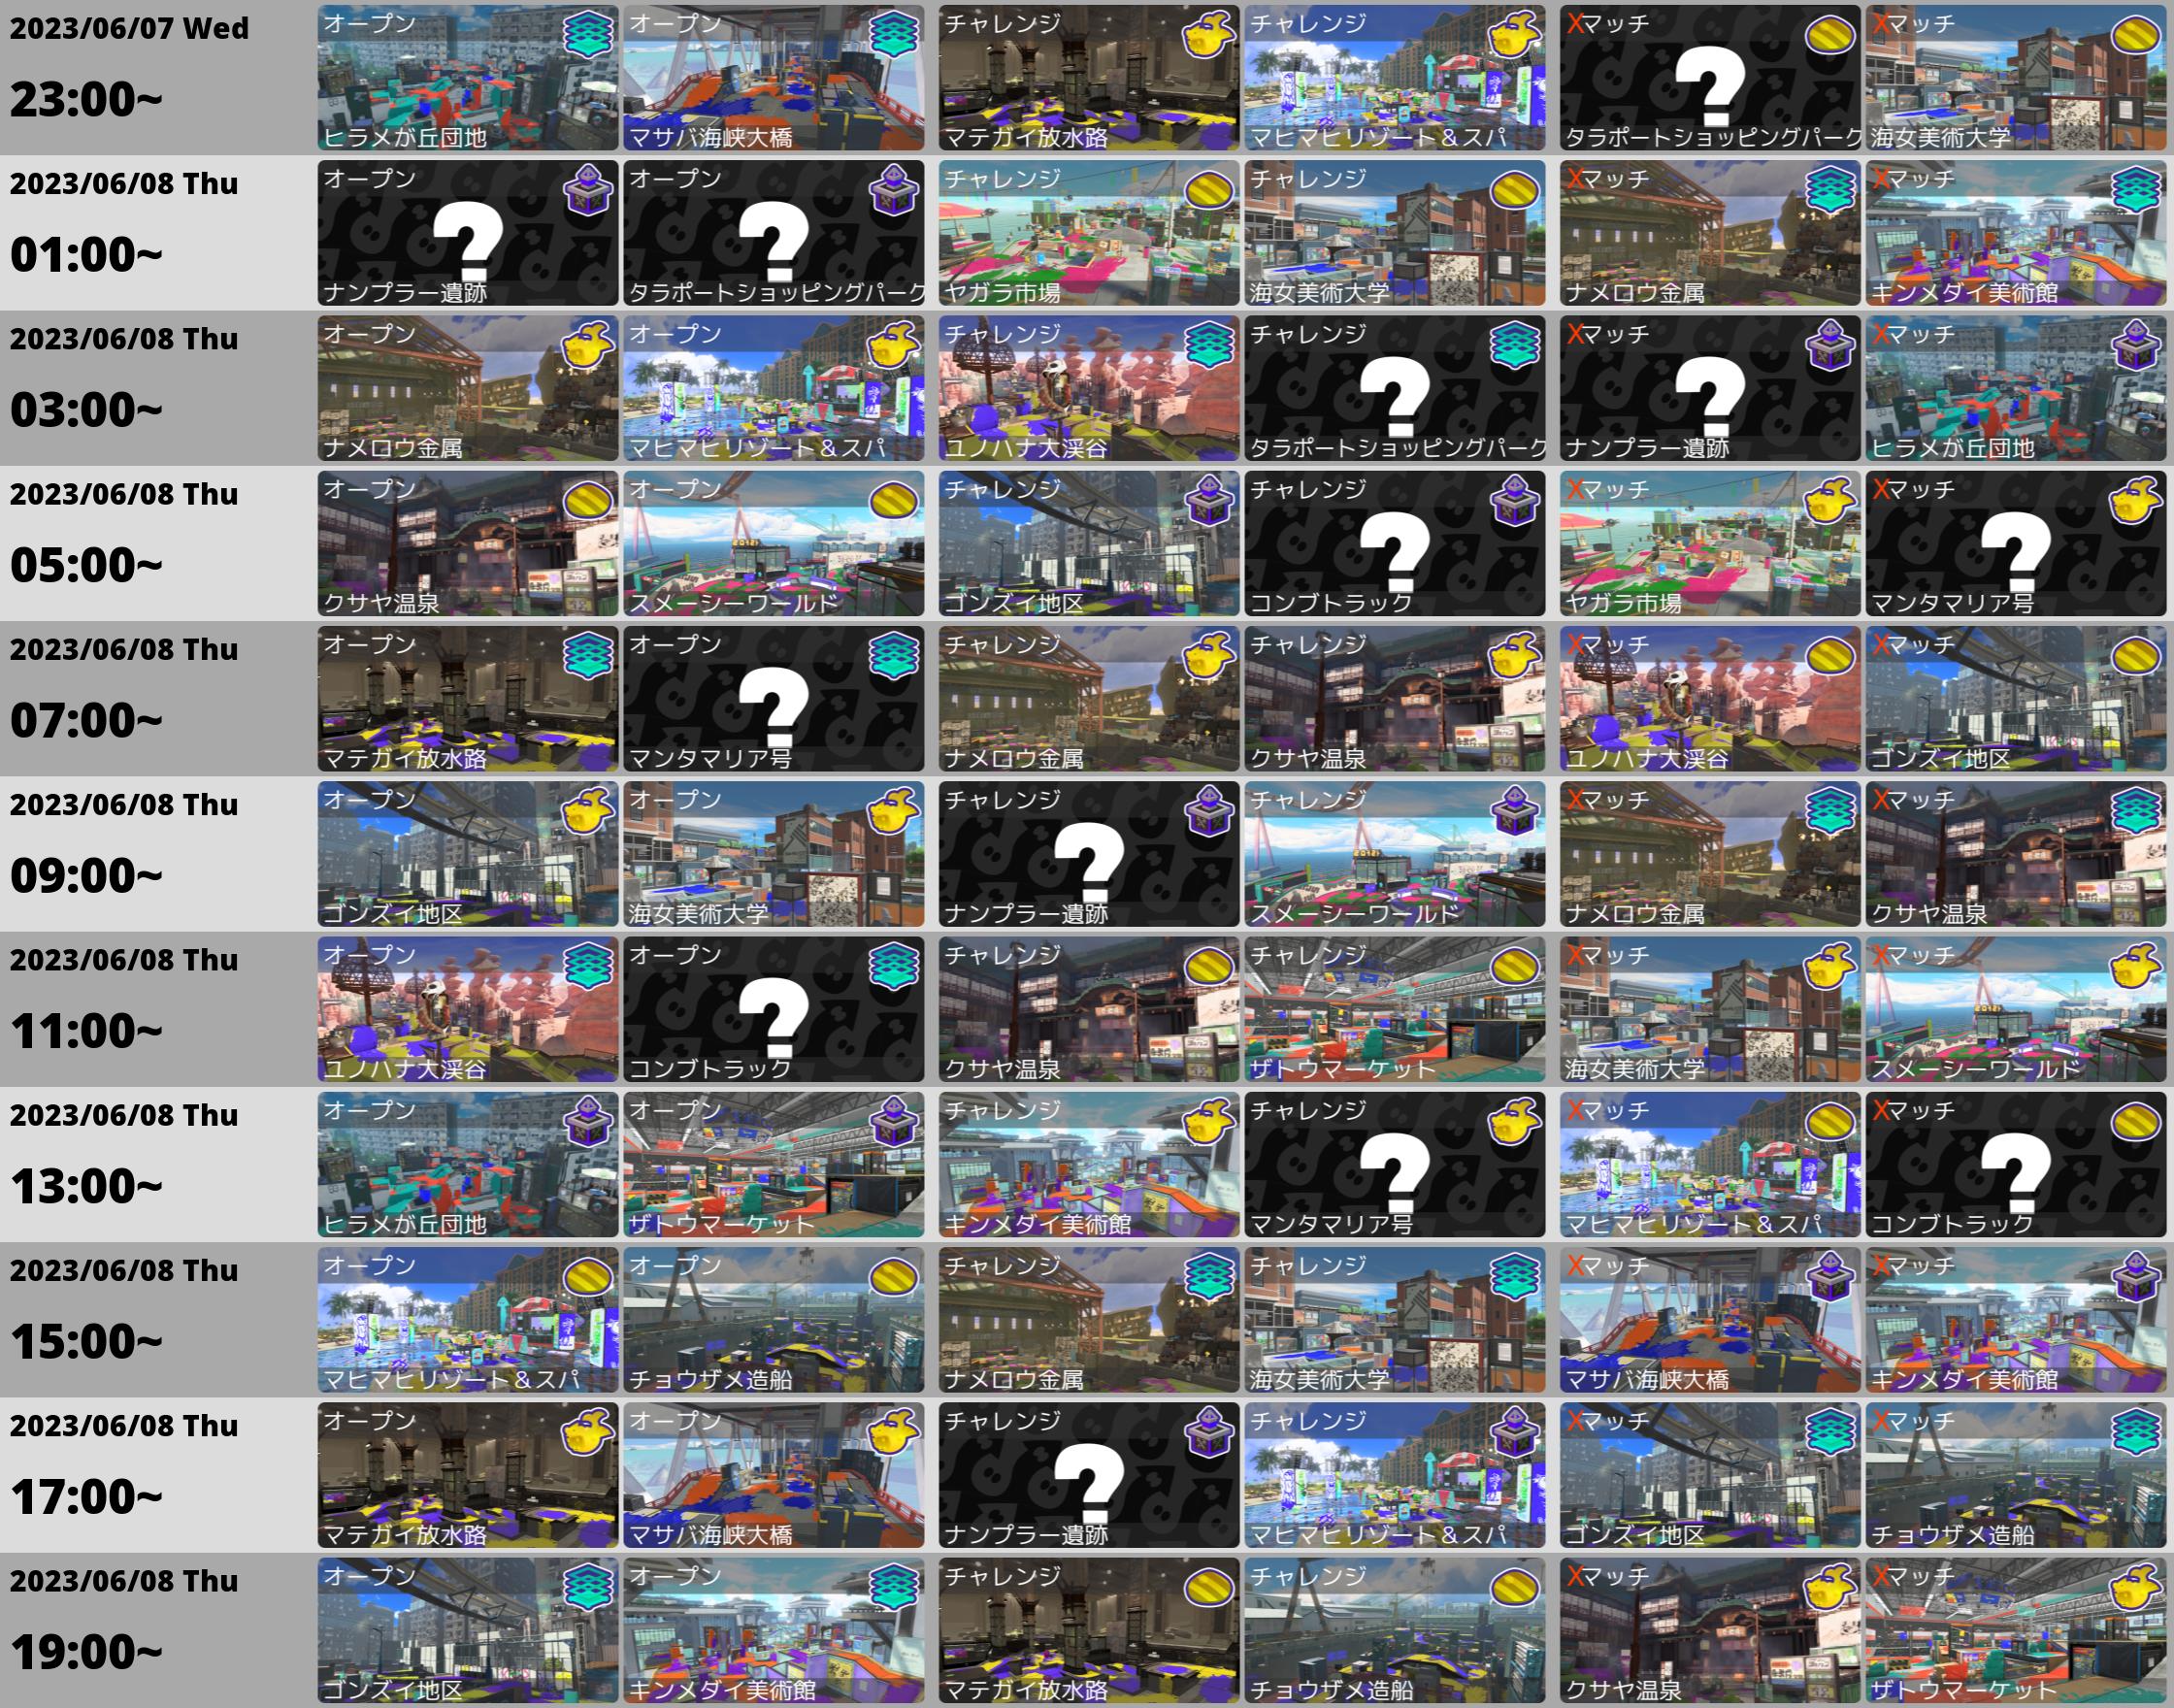 2023/06/07 Wed
23:00~
オープン オープン チャレンジ チャレンジ Xマッチ Xマッチ
ヒラメが丘団地 マサバ海峡大橋 マテガイ放水路 マヒマヒリゾート＆スパ タラポートショッピングパーク 海女美術大学
2023/06/08 Thu
01:00~
オープン オープン チャレンジ チャレンジ Xマッチ Xマッチ
ナンプラー遺跡 タラポートショッピングパーク ヤガラ市場 海女美術大学 ナメロウ金属 キンメダイ美術館
2023/06/08 Thu
03:00~
オープン オープン チャレンジ チャレンジ Xマッチ Xマッチ
ナメロウ金属 マヒマヒリゾート＆スパ ユノハナ大渓谷 タラポートショッピングパーク ナンプラー遺跡 ヒラメが丘団地
2023/06/08 Thu
05:00~
オープン オープン チャレンジ チャレンジ Xマッチ Xマッチ
クサヤ温泉 スメーシーワールド ゴンズイ地区 コンブトラック ヤガラ市場 マンタマリア号
2023/06/08 Thu
07:00~
オープン オープン チャレンジ チャレンジ Xマッチ Xマッチ
マテガイ放水路 マンタマリア号 ナメロウ金属 クサヤ温泉 ユノハナ大渓谷 ゴンズイ地区
2023/06/08 Thu
09:00~
オープン オープン チャレンジ チャレンジ Xマッチ Xマッチ
ゴンズイ地区 海女美術大学 ナンプラー遺跡 スメーシーワールド ナメロウ金属 クサヤ温泉
2023/06/08 Thu
11:00~
オープン オープン チャレンジ チャレンジ Xマッチ Xマッチ
ユノハナ大渓谷 コンブトラック クサヤ温泉 ザトウマーケット 海女美術大学 スメーシーワールド
2023/06/08 Thu
13:00~
オープン オープン チャレンジ チャレンジ Xマッチ Xマッチ
ヒラメが丘団地 ザトウマーケット キンメダイ美術館 マンタマリア号 マヒマヒリゾート＆スパ コンブトラック
2023/06/08 Thu
15:00~
オープン オープン チャレンジ チャレンジ Xマッチ Xマッチ
マヒマヒリゾート＆スパ チョウザメ造船 ナメロウ金属 海女美術大学 マサバ海峡大橋 キンメダイ美術館
2023/06/08 Thu
17:00~
オープン オープン チャレンジ チャレンジ Xマッチ Xマッチ
マテガイ放水路 マサバ海峡大橋 ナンプラー遺跡 マヒマヒリゾート＆スパ ゴンズイ地区 チョウザメ造船
2023/06/08 Thu
19:00~
オープン オープン チャレンジ チャレンジ Xマッチ Xマッチ
ゴンズイ地区 キンメダイ美術館 マテガイ放水路 チョウザメ造船 クサヤ温泉 ザトウマーケット